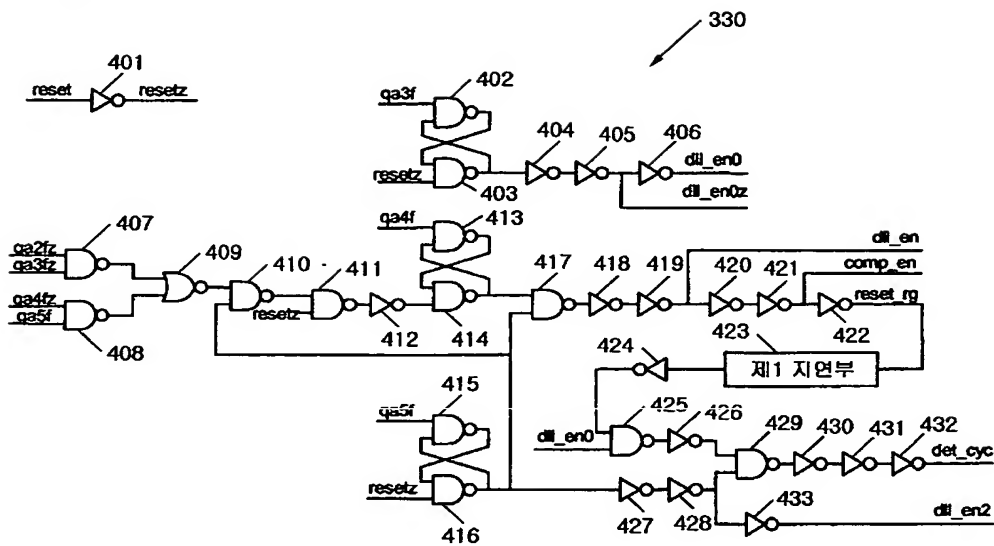 330
401
reset
resetz
402
qa3f
404
405
406
dll_en0
resetz
403
dll_en0z
407
qa2fz
qa3fz
409
410
411
qa4f
413
417
418
419
dll_en
420
421
comp_en
qa4fz
qa5f
resetz
reset_rg
408
412
414
422
423
424
제1 지연부
415
qa5f
425
426
429
430
431
432
dll_en0
det_cyc
resetz
433
416
427
428
dll_en2